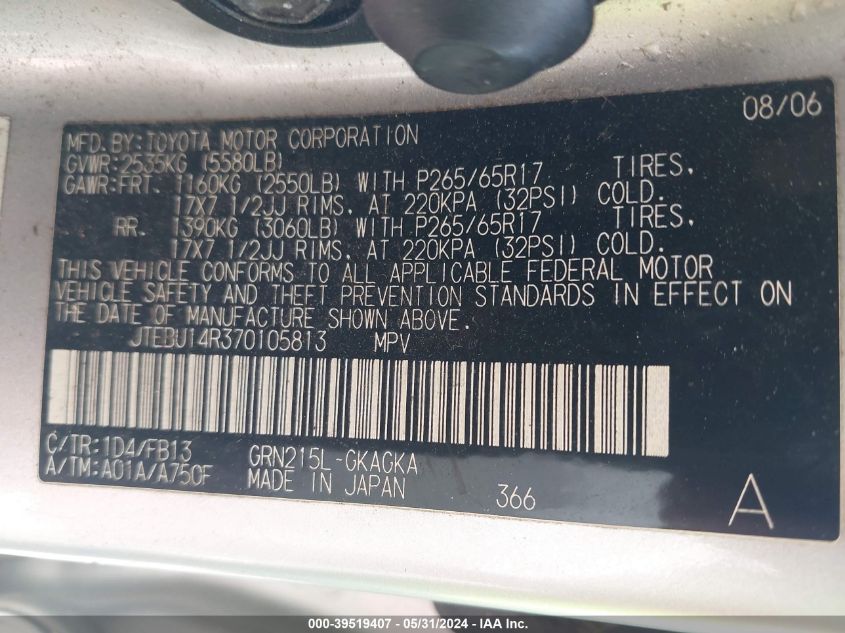 08/06
MFD. BY: TOYOTA MOTOR CORPORATION
GVWR: 2535KG (5580LB)
GAWR: FRT. 1160KG (2550LB) WITH P265/65R17 TIRES,
17X7 1/2JJ RIMS, AT 220KPA (32PSI) COLD.
RR. 1390KG (3060LB) WITH P265/65R17 TIRES,
17X7 1/2JJ RIMS, AT 220KPA (32PSI) COLD.
THIS VEHICLE CONFORMS TO ALL APPLICABLE FEDERAL MOTOR
VEHICLE SAFETY AND THEFT PREVENTION STANDARDS IN EFFECT ON
THE DATE OF MANUFACTURE SHOWN ABOVE.
JTEBU14R370105813 MPV
C/TR: 1D4/FB13 GRN215L-GKAGKA
A/TM: A01A/A750F MADE IN JAPAN 366 A
000-39519407 - 05/31/2024 - IAA Inc.